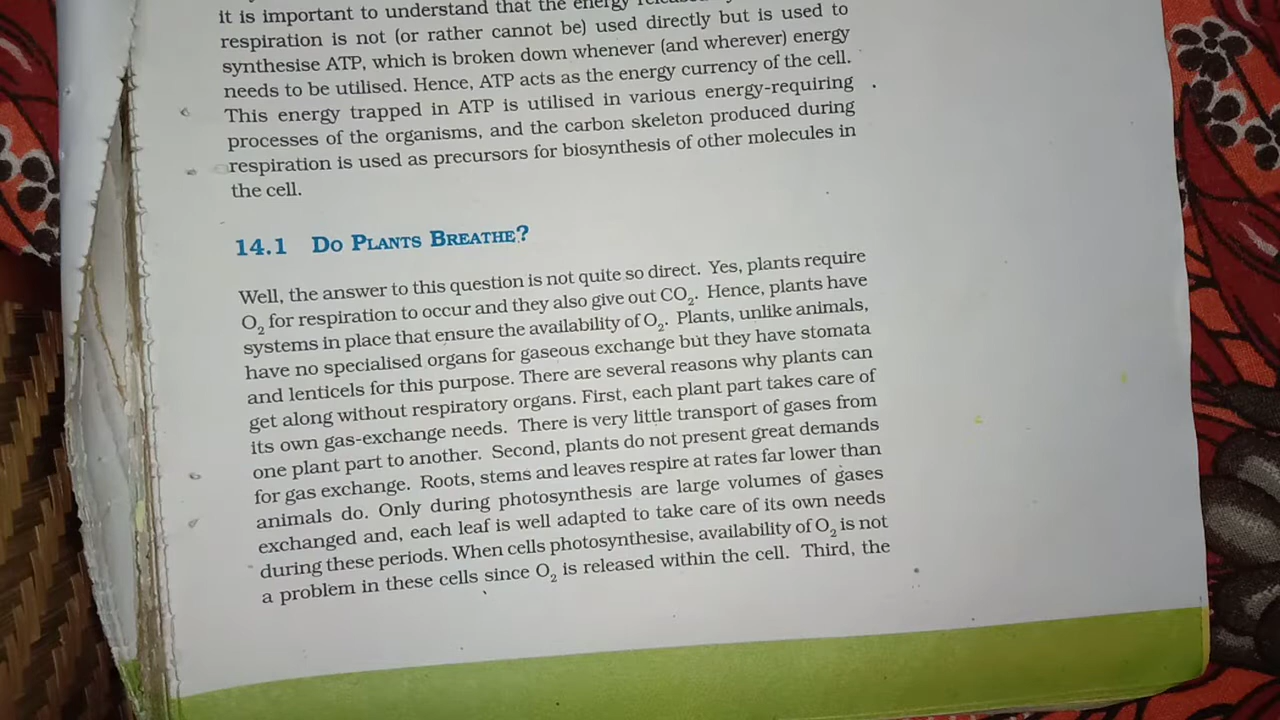 it is important to understand that the energy
respiration is not (or rather cannot be) used directly but is used to
synthesise ATP, which is broken down whenever (and wherever) energy
needs to be utilised. Hence, ATP acts as the energy currency of the cell.
This energy trapped in ATP is utilised in various energy-requiring
processes of the organisms, and the carbon skeleton produced during
respiration is used as precursors for biosynthesis of other molecules in
the cell.
14.1 Do Plants Breathe?
Well, the answer to this question is not quite so direct. Yes, plants require
O₂ for respiration to occur and they also give out CO₂. Hence, plants have
systems in place that ensure the availability of O₂. Plants, unlike animals,
have no specialised organs for gaseous exchange but they have stomata
and lenticels for this purpose. There are several reasons why plants can
get along without respiratory organs. First, each plant part takes care of
its own gas-exchange needs. There is very little transport of gases from
one plant part to another. Second, plants do not present great demands
for gas exchange. Roots, stems and leaves respire at rates far lower than
animals do. Only during photosynthesis are large volumes of gases
exchanged and, each leaf is well adapted to take care of its own needs
during these periods. When cells photosynthesise, availability of O₂ is not
a problem in these cells since O₂ is released within the cell. Third, the